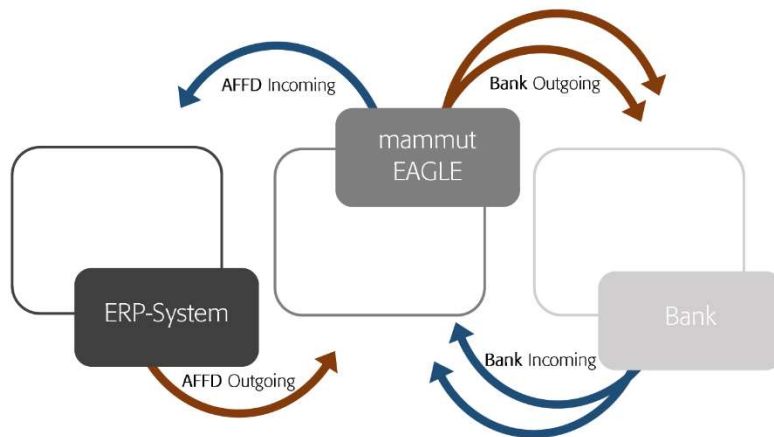 AFFD Incoming
Bank Outgoing
mammut
EAGLE
ERP-System
Bank
Bank Incoming
AFFD Outgoing